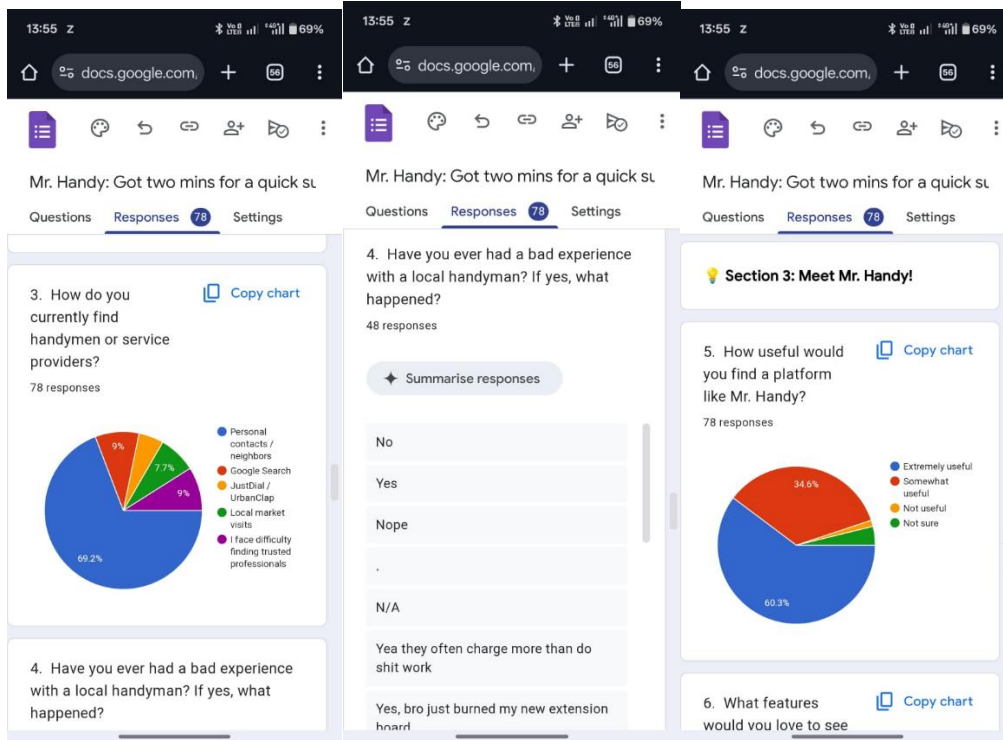 13:55 Z
69%
docs.google.com,
56
Mr. Handy: Got two mins for a quick su
Questions Responses 78 Settings
3. How do you
currently find
handymen or service
providers?
Copy chart
78 responses
Personal
contacts /
neighbors
Google Search
JustDial /
UrbanClap
Local market
visits
I face difficulty
finding trusted
professionals
9%
7.7%
9%
69.2%
4. Have you ever had a bad experience
with a local handyman? If yes, what
happened?
13:55 Z
69%
docs.google.com,
56
Mr. Handy: Got two mins for a quick su
Questions Responses 78 Settings
4. Have you ever had a bad experience
with a local handyman? If yes, what
happened?
48 responses
Summarise responses
No
Yes
Nope
.
N/A
Yea they often charge more than do
shit work
Yes, bro just burned my new extension
board
13:55 Z
69%
docs.google.com,
56
Mr. Handy: Got two mins for a quick su
Questions Responses 78 Settings
💡 Section 3: Meet Mr. Handy!
5. How useful would
you find a platform
like Mr. Handy?
Copy chart
78 responses
Extremely useful
Somewhat
useful
Not useful
Not sure
34.6%
60.3%
6. What features
would you love to see
Copy chart